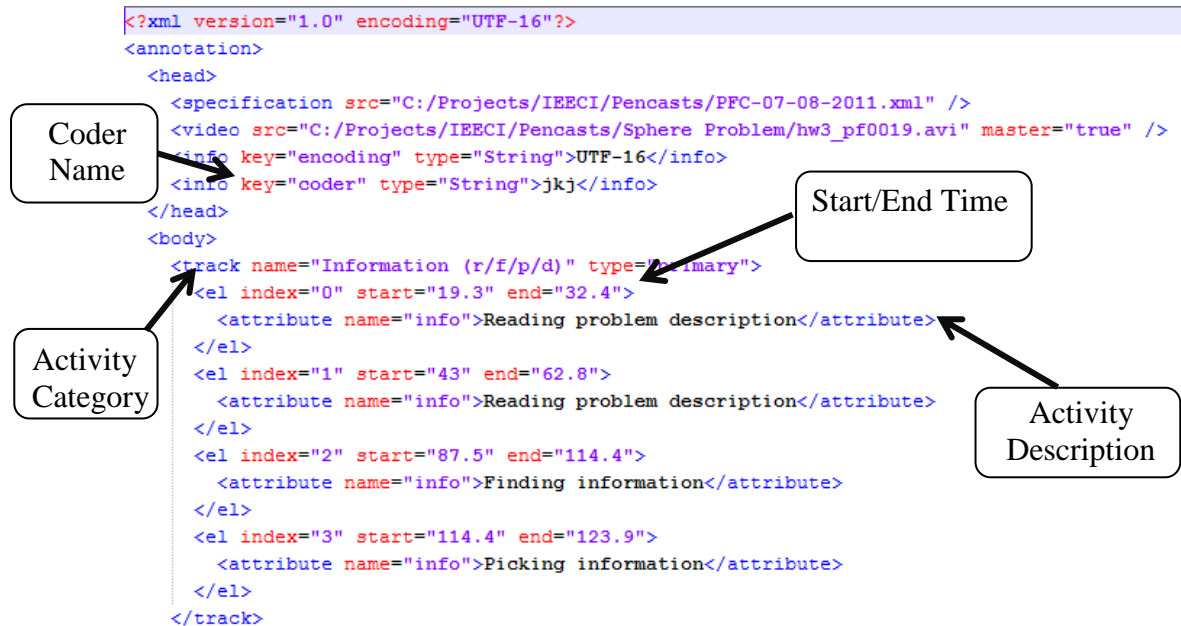 <?xml version="1.0" encoding="UTF-16"?>
<annotation>
<head>
<specification src="C:/Projects/IEECI/Pencasts/PFC-07-08-2011.xml" />
<video src="C:/Projects/IEECI/Pencasts/Sphere Problem/hw3_pf0019.avi" master="true" />
<info key="encoding" type="String">UTF-16</info>
<info key="coder" type="String">jkj</info>
</head>
<body>
<track name="Information (r/f/p/d)" type="primary">
<el index="0" start="19.3" end="32.4">
<attribute name="info">Reading problem description</attribute>
</el>
<el index="1" start="43" end="62.8">
<attribute name="info">Reading problem description</attribute>
</el>
<el index="2" start="87.5" end="114.4">
<attribute name="info">Finding information</attribute>
</el>
<el index="3" start="114.4" end="123.9">
<attribute name="info">Picking information</attribute>
</el>
</track>
Coder
Name
Start/End Time
Activity
Category
Activity
Description